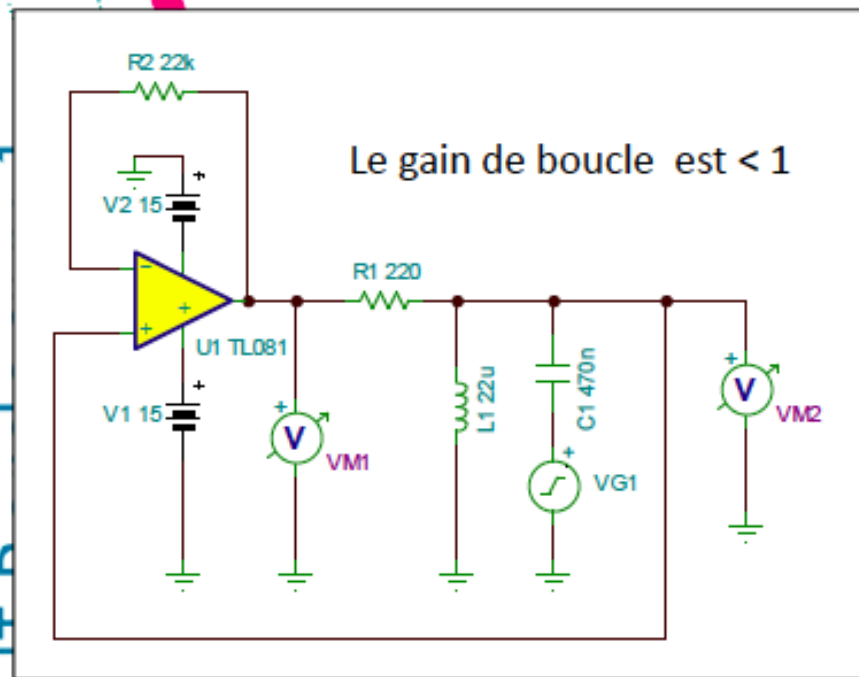 R2 22k
Le gain de boucle est < 1
+
V2 15
-
R1 220
+
+
U1 TL081
+
V1 15
+
V
VM1
L1 22u
C1 470n
+
VG1
+
V
VM2